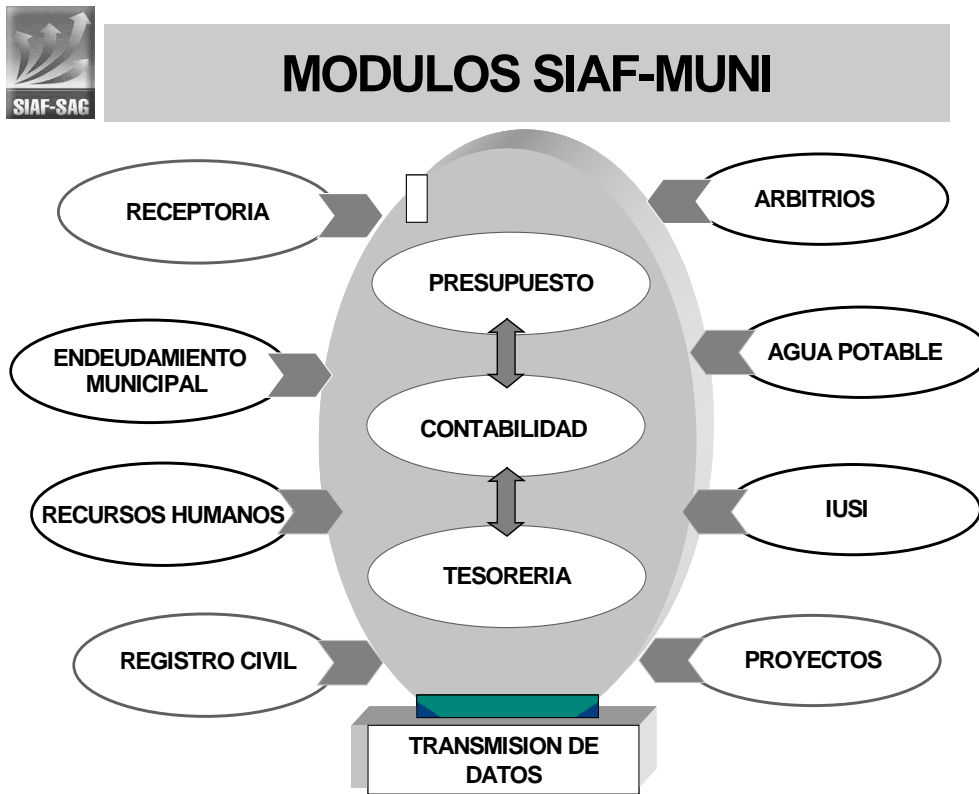 SIAF-SAG
MODULOS SIAF-MUNI
RECEPTORIA
ARBITRIOS
PRESUPUESTO
ENDEUDAMIENTO
MUNICIPAL
AGUA POTABLE
CONTABILIDAD
RECURSOS HUMANOS
IUSI
TESORERIA
REGISTRO CIVIL
PROYECTOS
TRANSMISION DE
DATOS